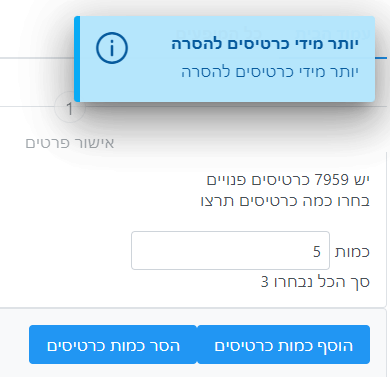 יותר מידי כרטיסים להסרה
יותר מידי כרטיסים להסרה
1
אישור פרטים
יש 7959 כרטיסים פנויים
בחרו כמה כרטיסים תרצו
כמות 5
סך הכל נבחרו 3
הוסף כמות כרטיסים
הסר כמות כרטיסים